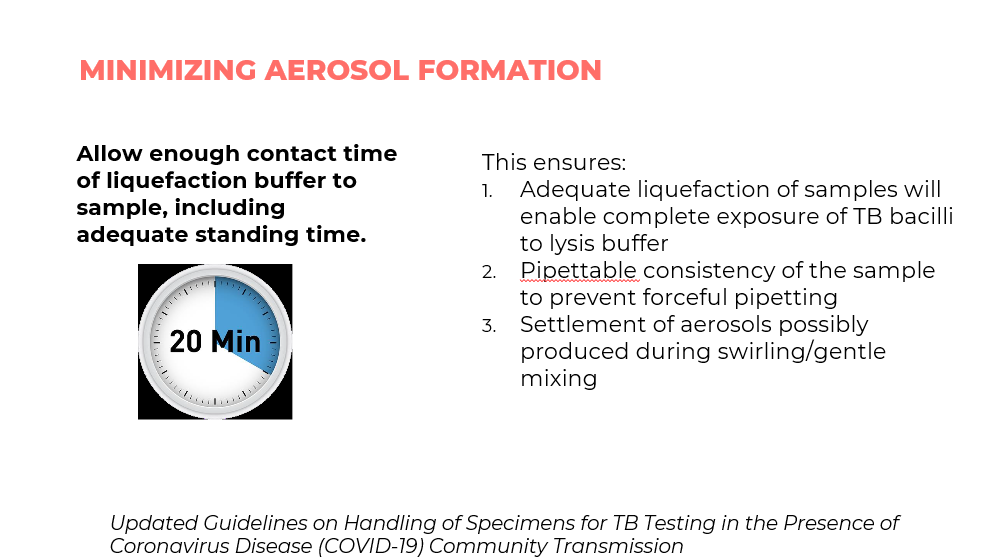 MINIMIZING AEROSOL FORMATION
Allow enough contact time
of liquefaction buffer to
sample, including
adequate standing time.
20 Min
This ensures:
1. Adequate liquefaction of samples will
enable complete exposure of TB bacilli
to lysis buffer
2. Pipettable consistency of the sample
to prevent forceful pipetting
3. Settlement of aerosols possibly
produced during swirling/gentle
mixing
Updated Guidelines on Handling of Specimens for TB Testing in the Presence of
Coronavirus Disease (COVID-19) Community Transmission